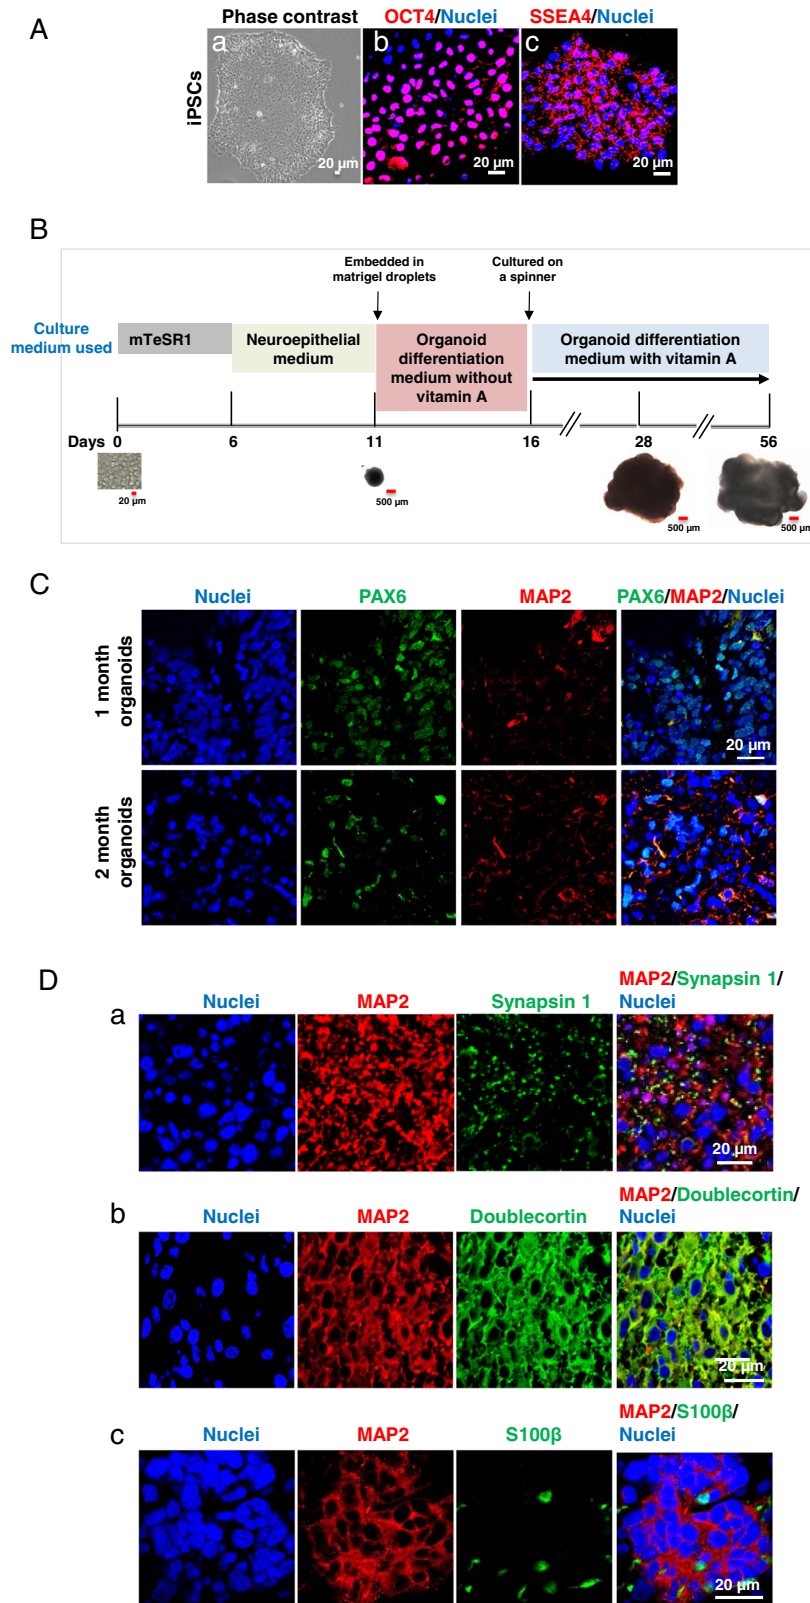 A
Phase contrast
OCT4/Nuclei
SSEA4/Nuclei
iPSCs
a
b
c
20 µm
20 µm
20 µm
B
Embedded in
matrigel droplets
Cultured on
a spinner
Culture
medium used
mTeSR1
Neuroepithelial
medium
Organoid
differentiation
medium without
vitamin A
Organoid differentiation
medium with vitamin A
Days 0
6
11
16
28
56
20 µm
500 µm
500 µm
500 µm
C
Nuclei
PAX6
MAP2
PAX6/MAP2/Nuclei
1 month
organoids
20 µm
2 month
organoids
D
a
Nuclei
MAP2
Synapsin 1
MAP2/Synapsin 1/
Nuclei
20 µm
b
Nuclei
MAP2
Doublecortin
MAP2/Doublecortin/
Nuclei
20 µm
c
Nuclei
MAP2
S100β
MAP2/S100β/
Nuclei
20 µm